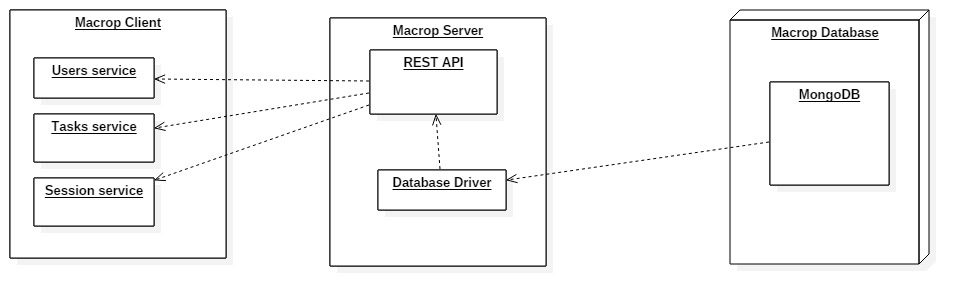 Macrop Client
Users service
Tasks service
Session service
Macrop Server
REST API
Database Driver
Macrop Database
MongoDB